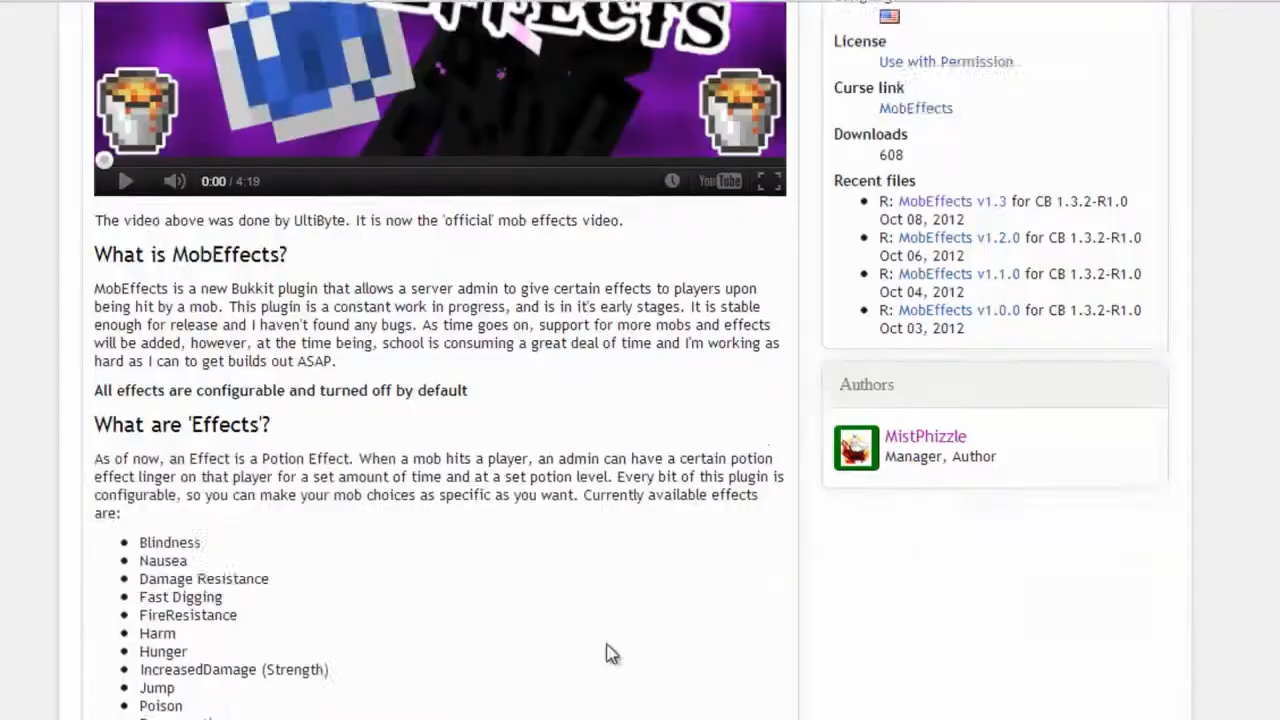 EFFECTS
0:00 / 4:19
YouTube
The video above was done by UltiByte. It is now the 'official' mob effects video.
What is MobEffects?
MobEffects is a new Bukkit plugin that allows a server admin to give certain effects to players upon
being hit by a mob. This plugin is a constant work in progress, and is in it's early stages. It is stable
enough for release and I haven't found any bugs. As time goes on, support for more mobs and effects
will be added, however, at the time being, school is consuming a great deal of time and I'm working as
hard as I can to get builds out ASAP.
All effects are configurable and turned off by default
What are 'Effects'?
As of now, an Effect is a Potion Effect. When a mob hits a player, an admin can have a certain potion
effect linger on that player for a set amount of time and at a set potion level. Every bit of this plugin is
configurable, so you can make your mob choices as specific as you want. Currently available effects
are:
Blindness
Nausea
Damage Resistance
Fast Digging
FireResistance
Harm
Hunger
IncreasedDamage (Strength)
Jump
Poison
License
Use with Permission
Curse link
MobEffects
Downloads
608
Recent files
R: MobEffects v1.3 for CB 1.3.2-R1.0
Oct 08, 2012
R: MobEffects v1.2.0 for CB 1.3.2-R1.0
Oct 06, 2012
R: MobEffects v1.1.0 for CB 1.3.2-R1.0
Oct 04, 2012
R: MobEffects v1.0.0 for CB 1.3.2-R1.0
Oct 03, 2012
Authors
MistPhizzle
Manager, Author